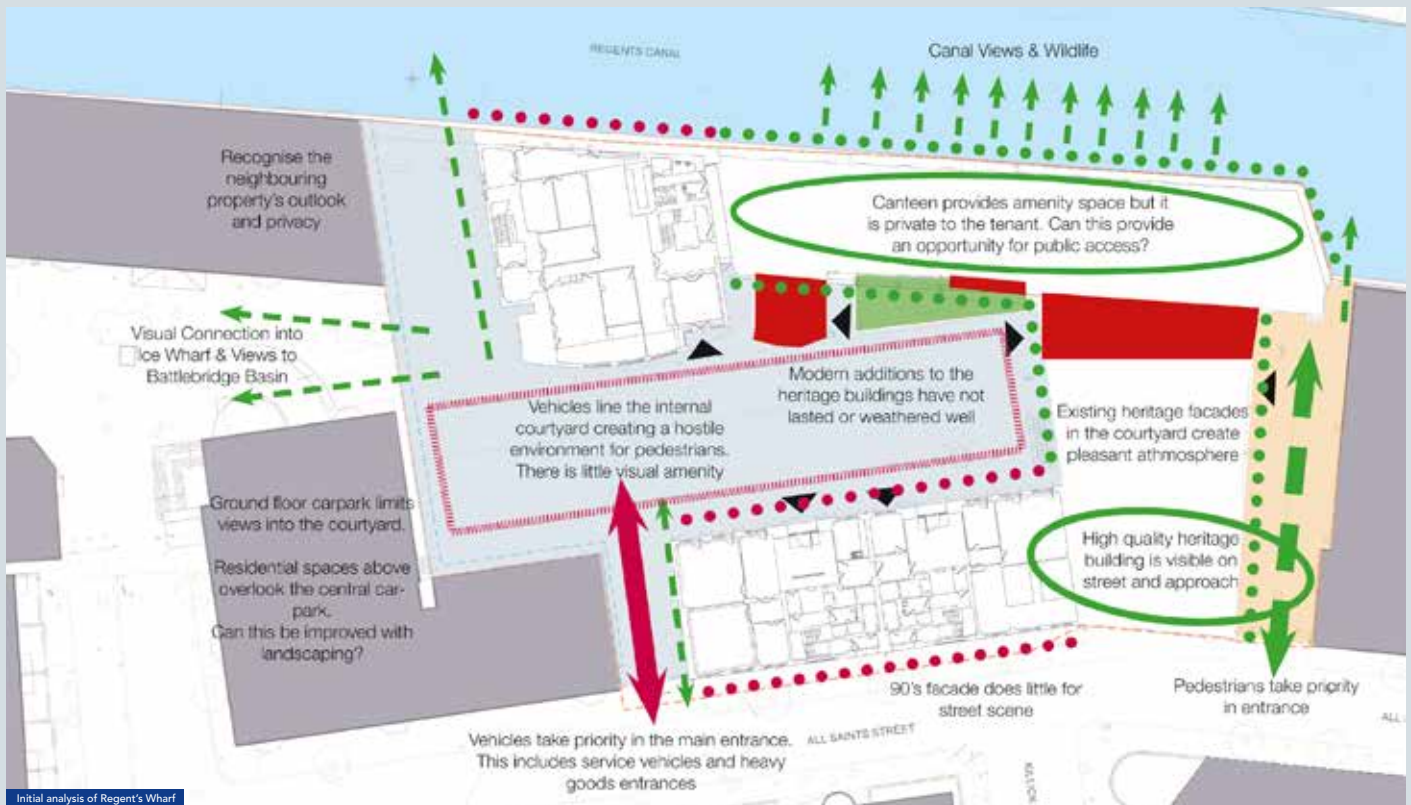 REGENTS CANAL
Canal Views & Wildlife
Recognise the
neighbouring
property's outlook
and privacy
Canteen provides amenity space but it
is private to the tenant. Can this provide
an opportunity for public access?
Visual Connection into
Ice Wharf & Views to
Battlebridge Basin
Vehicles line the internal
courtyard creating a hostile
environment for pedestrians.
There is little visual amenity
Modern additions to the
heritage buildings have not
lasted or weathered well
Existing heritage facades
in the courtyard create
pleasant athmosphere
Ground floor carpark limits
views into the courtyard.
Residential spaces above
overlook the central car-
park.
Can this be improved with
landscaping?
High quality heritage
building is visible on
street and approach
90's facade does little for
street scene
Pedestrians take priority
in entrance
Vehicles take priority in the main entrance.
This includes service vehicles and heavy
goods entrances
ALL SAINTS STREET
ALL
Initial analysis of Regent's Wharf